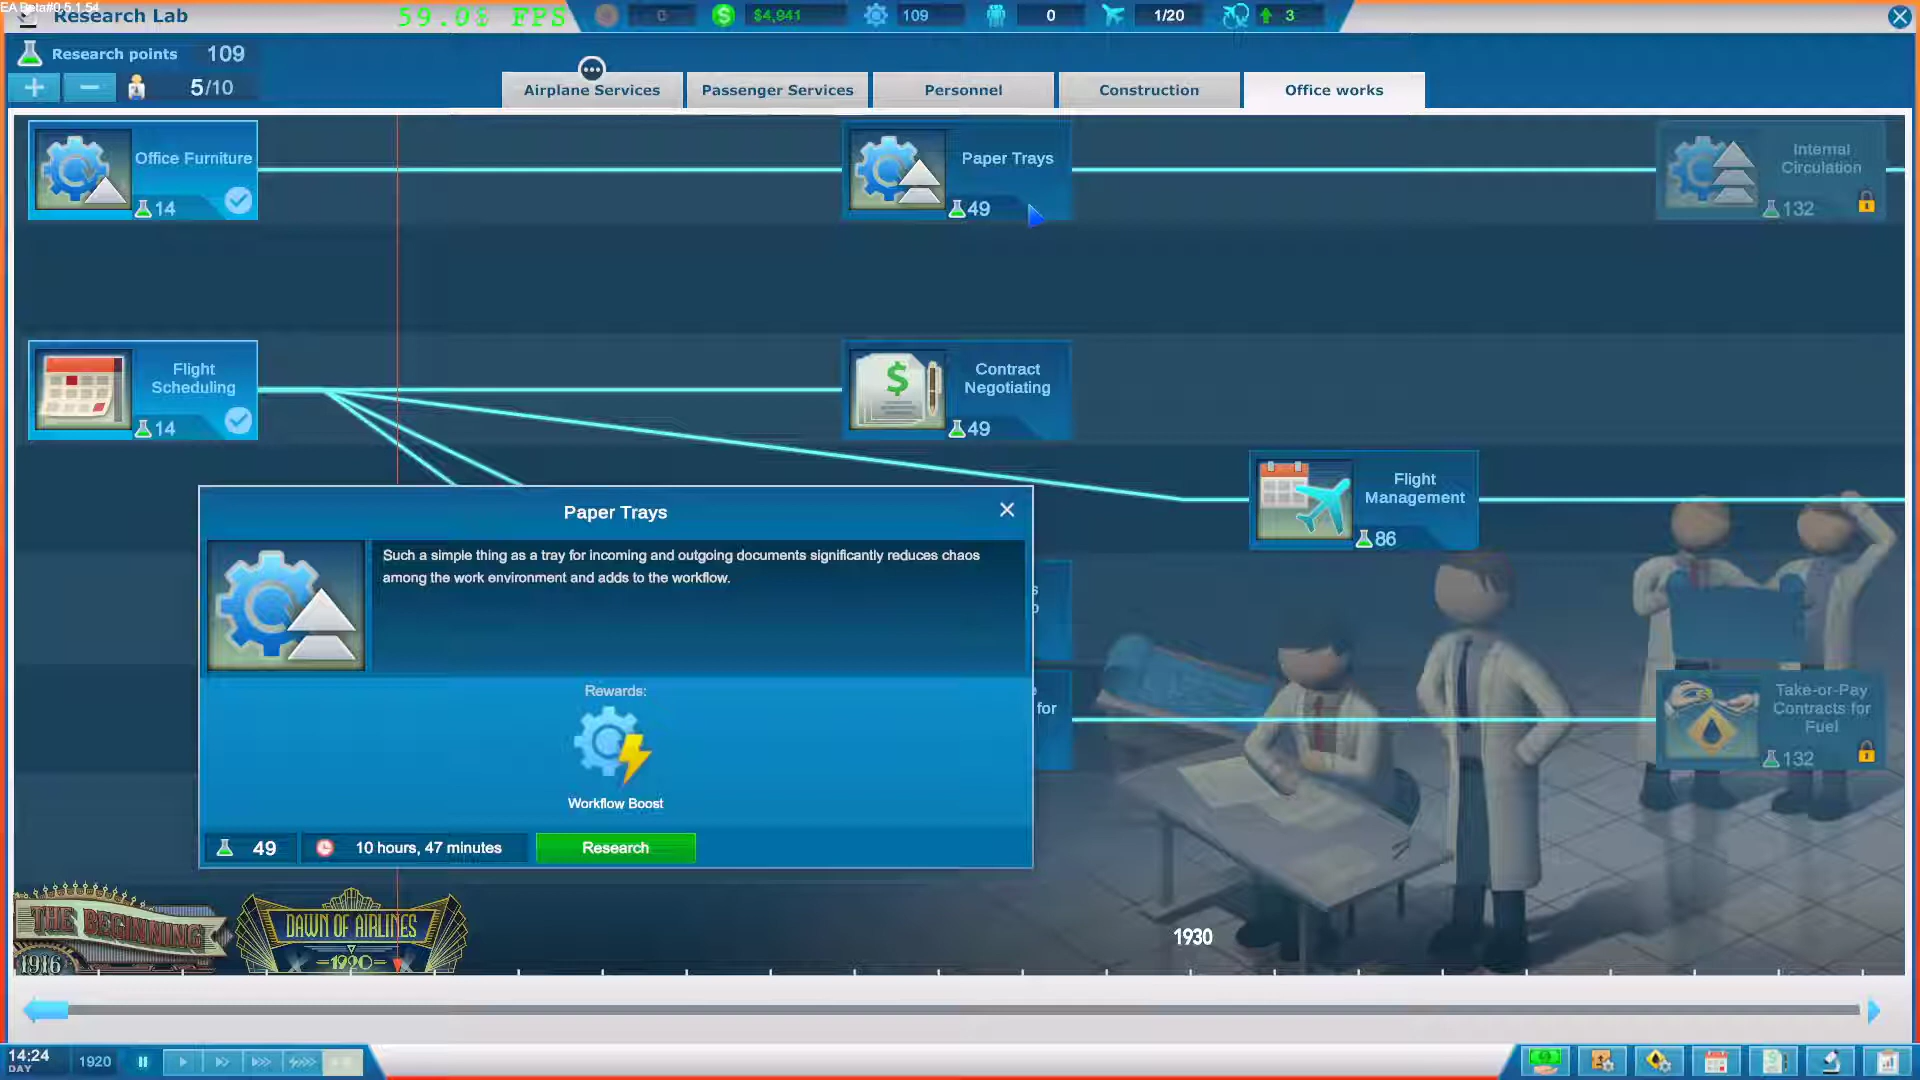 EA Beta#0.5.1.54
Research Lab
59.0$ FPS
0
$4,941
109
0
1/20
3
Research points 109
5/10
Airplane Services
Passenger Services
Personnel
Construction
Office works
Office Furniture
14
Paper Trays
49
Internal
Circulation
132
Flight
Scheduling
14
Contract
Negotiating
49
Flight
Management
86
for
Take-or-Pay
Contracts for
Fuel
132
Paper Trays
Such a simple thing as a tray for incoming and outgoing documents significantly reduces chaos
among the work environment and adds to the workflow.
Rewards:
Workflow Boost
49
10 hours, 47 minutes
Research
THE BEGINNING
1916
DAWN OF AIRLINES
1920
1930
14:24
DAY
1920